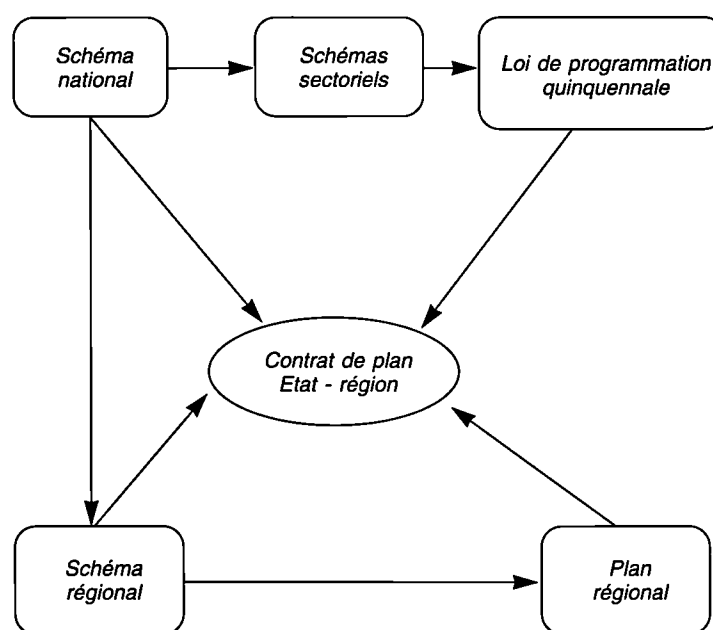 Schéma
national
Schémas
sectoriels
Loi de programmation
quinquennale
Contrat de plan
Etat - région
Schéma
régional
Plan
régional